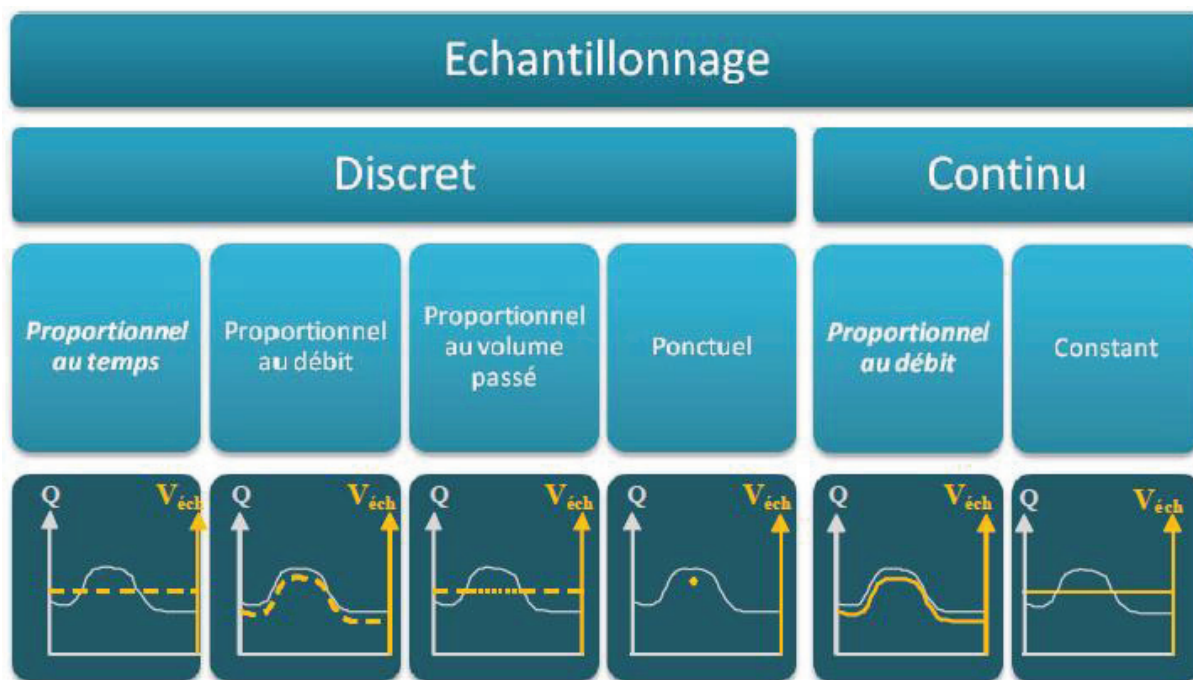 Echantillonnage
Discret
Continu
Proportionnel
au temps
Proportionnel
au débit
Proportionnel
au volume
passé
Ponctuel
Proportionnel
au débit
Constant
Q
Véch
Q
Véch
Q
Véch
Q
Véch
Q
Véch
Q
Véch